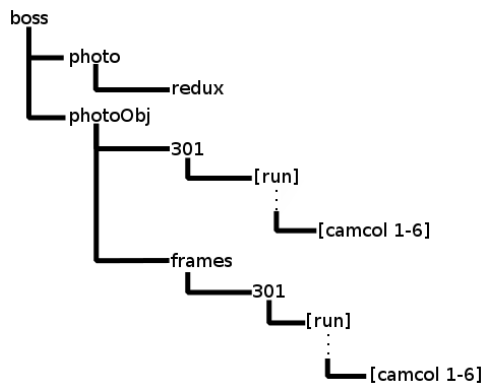 boss
photo
redux
photoObj
301
[run]
[camcol 1-6]
frames
301
[run]
[camcol 1-6]